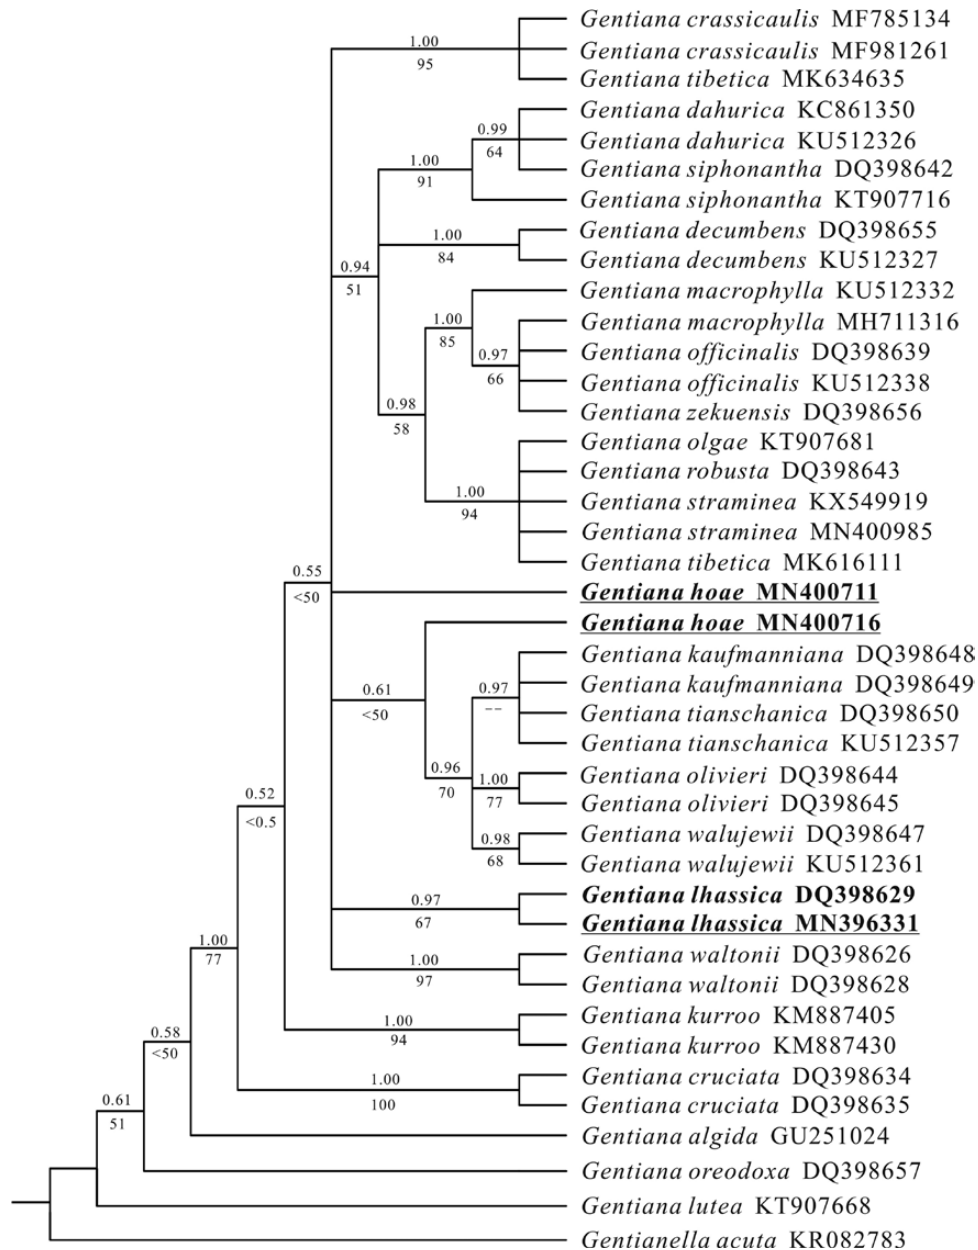 Gentiana crassicaulis MF785134
1.00
95
Gentiana crassicaulis MF981261
Gentiana tibetica MK634635
Gentiana dahurica KC861350
0.99
64
Gentiana dahurica KU512326
1.00
91
Gentiana siphonantha DQ398642
Gentiana siphonantha KT907716
Gentiana decumbens DQ398655
1.00
84
Gentiana decumbens KU512327
0.94
51
Gentiana macrophylla KU512332
1.00
85
Gentiana macrophylla MH711316
0.97
66
Gentiana officinalis DQ398639
Gentiana officinalis KU512338
0.98
58
Gentiana zekuensis DQ398656
Gentiana olgae KT907681
Gentiana robusta DQ398643
1.00
94
Gentiana straminea KX549919
Gentiana straminea MN400985
Gentiana tibetica MK616111
0.55
<50
Gentiana hoae MN400711
Gentiana hoae MN400716
Gentiana kaufmanniana DQ398648
0.61
<50
0.97
--
Gentiana kaufmanniana DQ398649
Gentiana tianschanica DQ398650
Gentiana tianschanica KU512357
0.96
70
Gentiana olivieri DQ398644
1.00
77
Gentiana olivieri DQ398645
0.52
<0.5
Gentiana walujewii DQ398647
0.98
68
Gentiana walujewii KU512361
Gentiana lhassica DQ398629
0.97
67
Gentiana lhassica MN396331
1.00
77
Gentiana waltonii DQ398626
1.00
97
Gentiana waltonii DQ398628
Gentiana kurroo KM887405
1.00
94
Gentiana kurroo KM887430
0.58
<50
Gentiana cruciata DQ398634
1.00
100
Gentiana cruciata DQ398635
0.61
51
Gentiana algida GU251024
Gentiana oreodoxa DQ398657
Gentiana lutea KT907668
Gentianella acuta KR082783